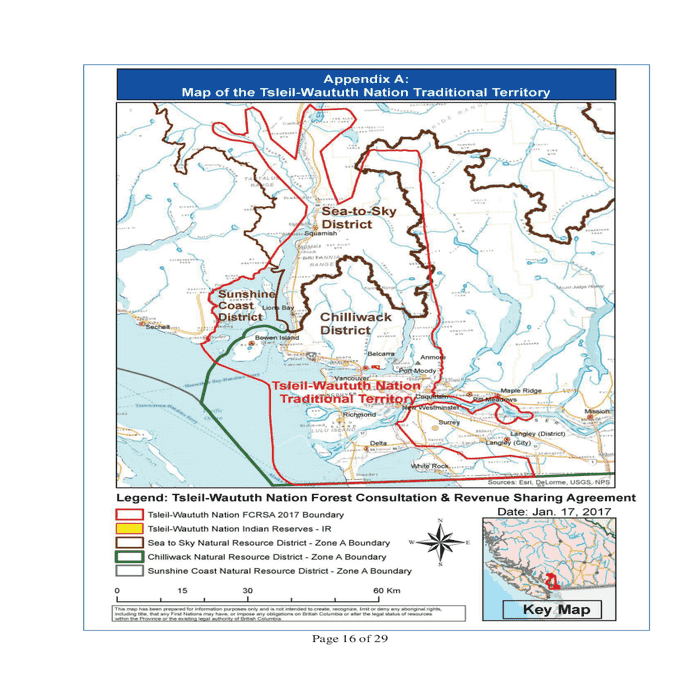 Appendix A:
Map of the Tsleil-Waututh Nation Traditional Territory
Sea-to-Sky
District
Squamish
Sunshine
Coast
District
Lions Bay
Chilliwack
District
Sechelt
Bowen Island
Belcarra
Anmore
Port Moody
Vancouver
Tsleil-Waututh Nation
Traditional Territory
Coquitlam
Maple Ridge
Pitt Meadows
New Westminster
Mission
Richmond
Surrey
LULU ISLAND
Langley (District)
Langley (City)
Delta
White Rock
Sources: Esri, DeLorme, USGS, NPS
Legend: Tsleil-Waututh Nation Forest Consultation & Revenue Sharing Agreement
Date: Jan. 17, 2017
Tsleil-Waututh Nation FCRSA 2017 Boundary
Tsleil-Waututh Nation Indian Reserves - IR
Sea to Sky Natural Resource District - Zone A Boundary
Chilliwack Natural Resource District - Zone A Boundary
Sunshine Coast Natural Resource District - Zone A Boundary
N
W
E
S
0 15 30 60 Km
Key Map
This map has been prepared for information purposes only and is not intended to create, recognize, limit or deny any aboriginal rights,
including title, that any First Nations may have, or impose any obligations on British Columbia or alter the legal status of resources
within the Province or the existing legal authority of British Columbia.
Page 16 of 29